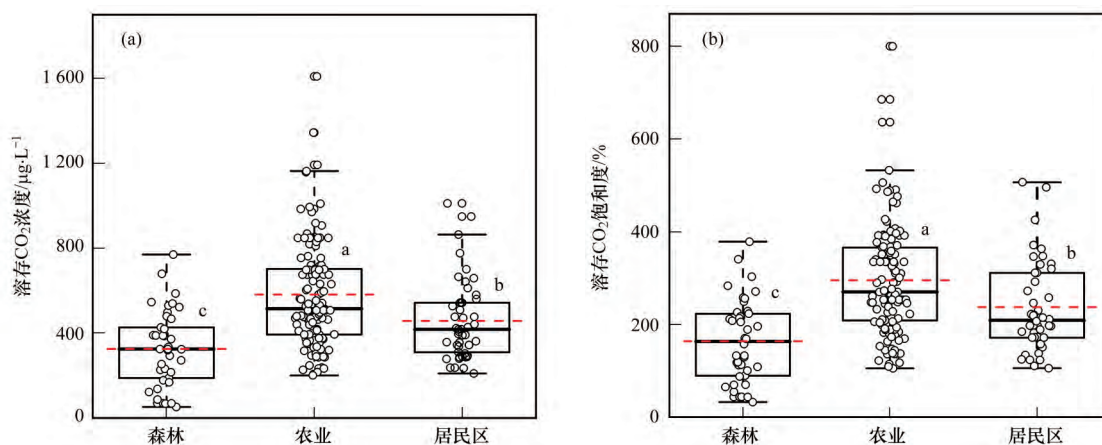 (a)
溶存CO₂浓度/μg·L⁻¹
1 600
1 200
800
400
0
c
a
b
森林
农业
居民区
(b)
溶存CO₂饱和度/%
800
600
400
200
0
c
a
b
森林
农业
居民区